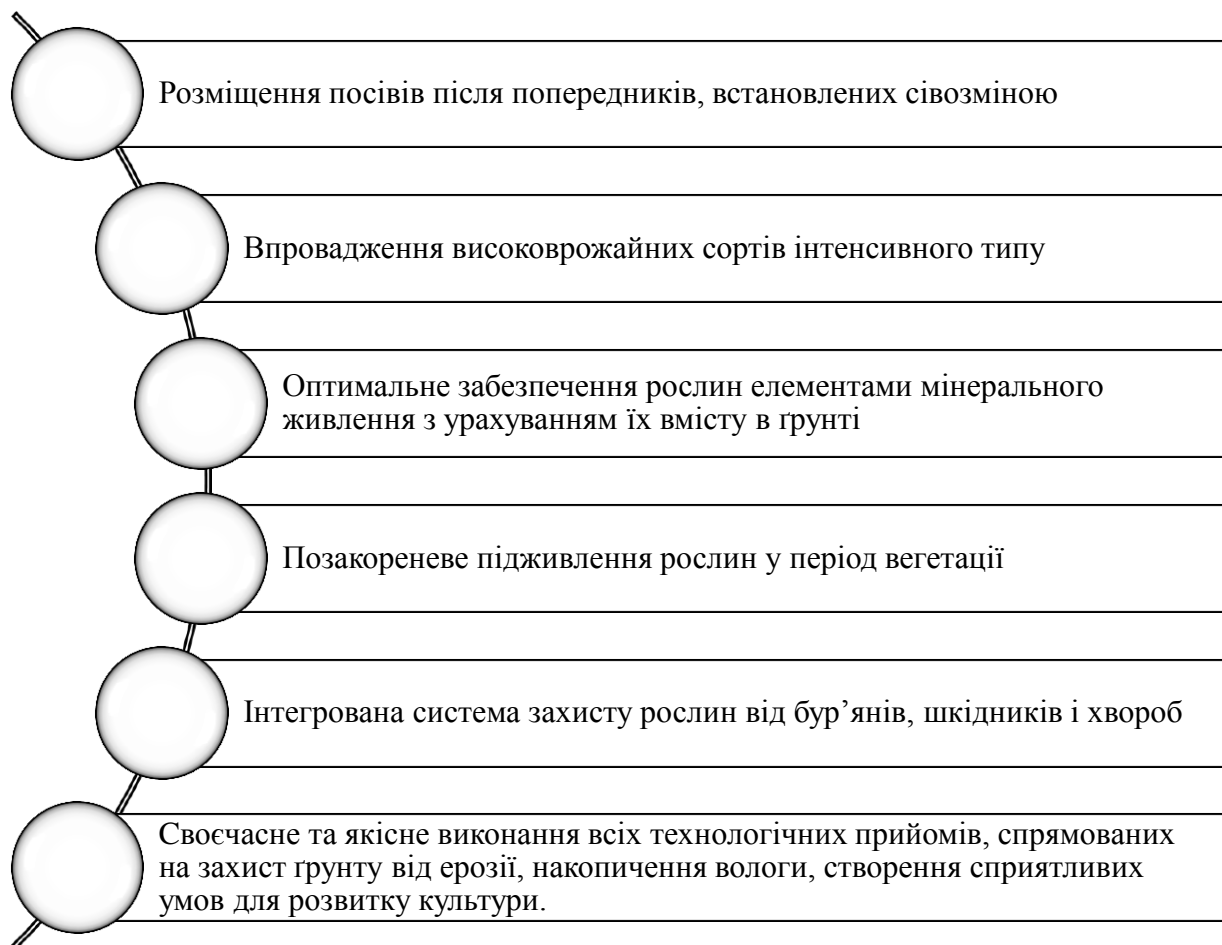 Розміщення посівів після попередників, встановлених сівозміною
Впровадження високоврожайних сортів інтенсивного типу
Оптимальне забезпечення рослин елементами мінерального
живлення з урахуванням їх вмісту в ґрунті
Позакореневе підживлення рослин у період вегетації
Інтегрована система захисту рослин від бур’янів, шкідників і хвороб
Своєчасне та якісне виконання всіх технологічних прийомів, спрямованих
на захист ґрунту від ерозії, накопичення вологи, створення сприятливих
умов для розвитку культури.